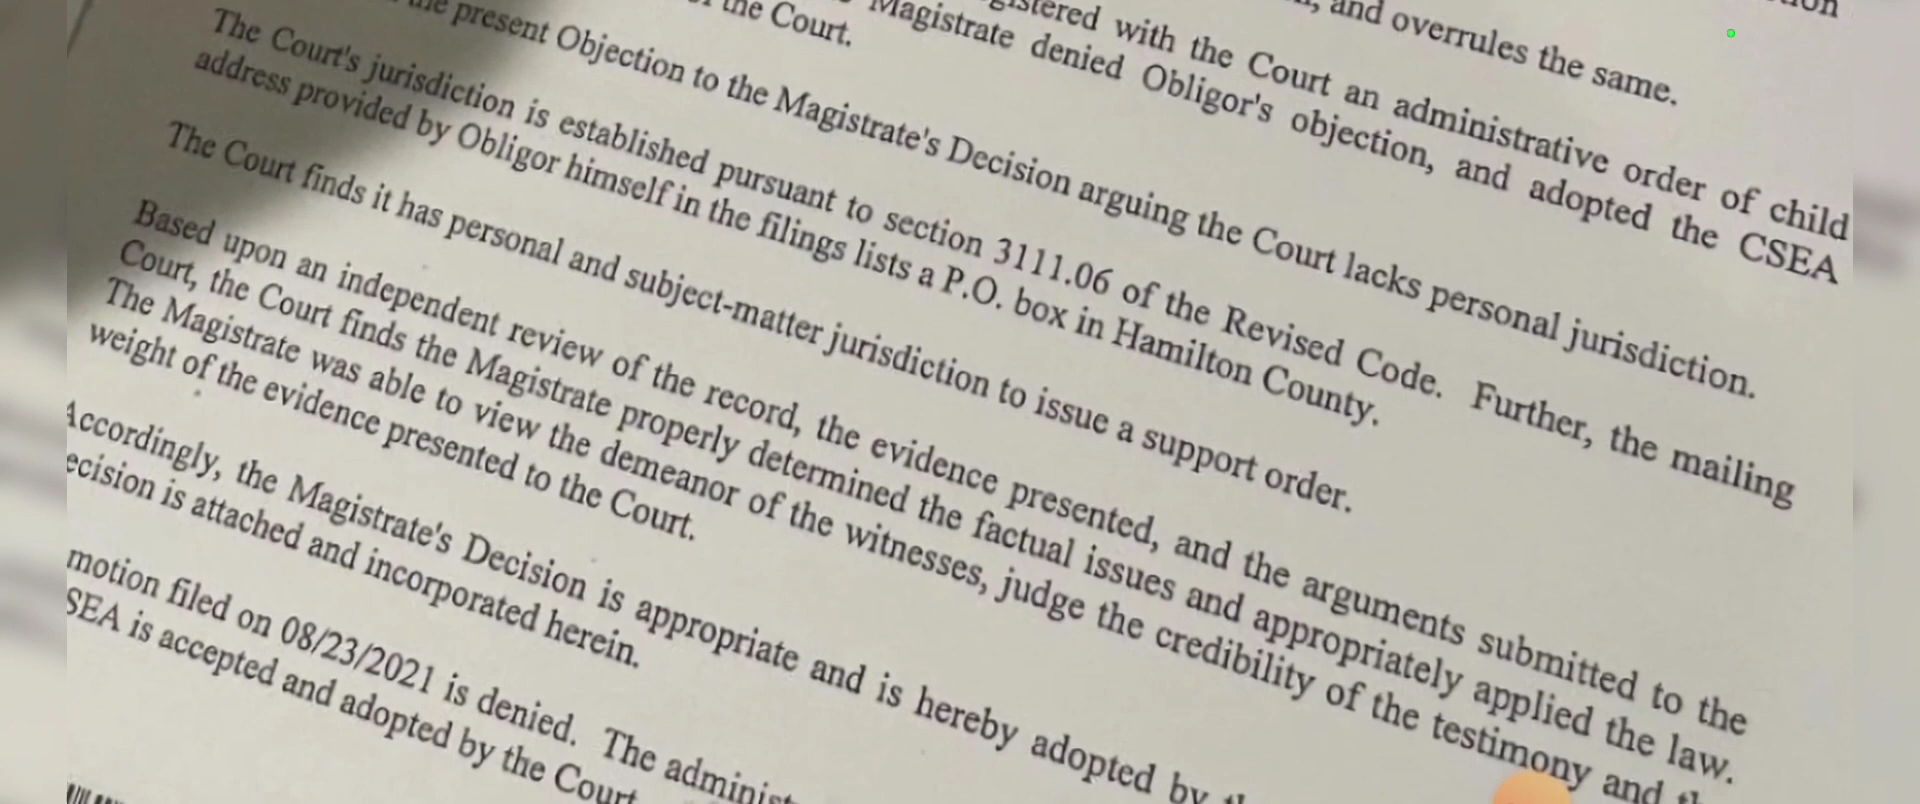 and overrules the same.
gistered with the Court an administrative order of child
Magistrate denied Obligor's objection, and adopted the CSEA
the Court.
the present Objection to the Magistrate's Decision arguing the Court lacks personal jurisdiction.
The Court's jurisdiction is established pursuant to section 3111.06 of the Revised Code. Further, the mailing
address provided by Obligor himself in the filings lists a P.O. box in Hamilton County.
The Court finds it has personal and subject-matter jurisdiction to issue a support order.
Based upon an independent review of the record, the evidence presented, and the arguments submitted to the
Court, the Court finds the Magistrate properly determined the factual issues and appropriately applied the law.
The Magistrate was able to view the demeanor of the witnesses, judge the credibility of the testimony and
weight of the evidence presented to the Court.
Accordingly, the Magistrate's Decision is appropriate and is hereby adopted by
ecision is attached and incorporated herein.
motion filed on 08/23/2021 is denied. The administ
SEA is accepted and adopted by the Court